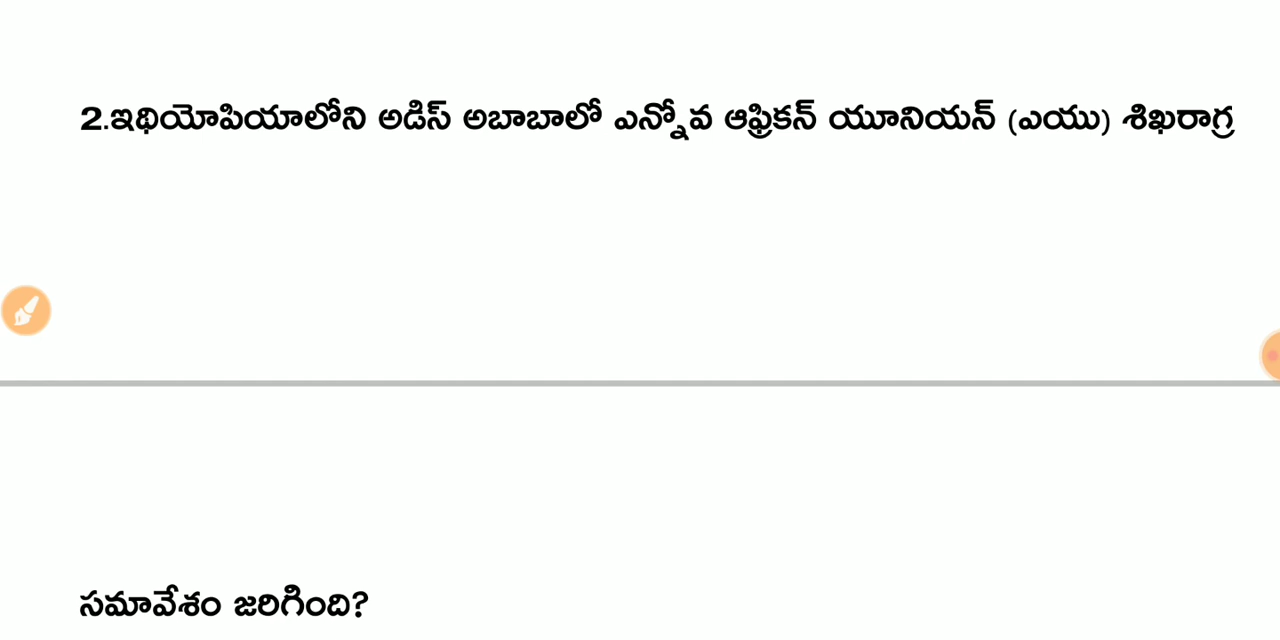 2.ఇథియోపియాలోని అడిస్ అబాబాలో ఎన్నోవ ఆఫ్రికన్ యూనియన్ (ఎయు) శిఖరాగ్ర
సమావేశం జరిగింది?